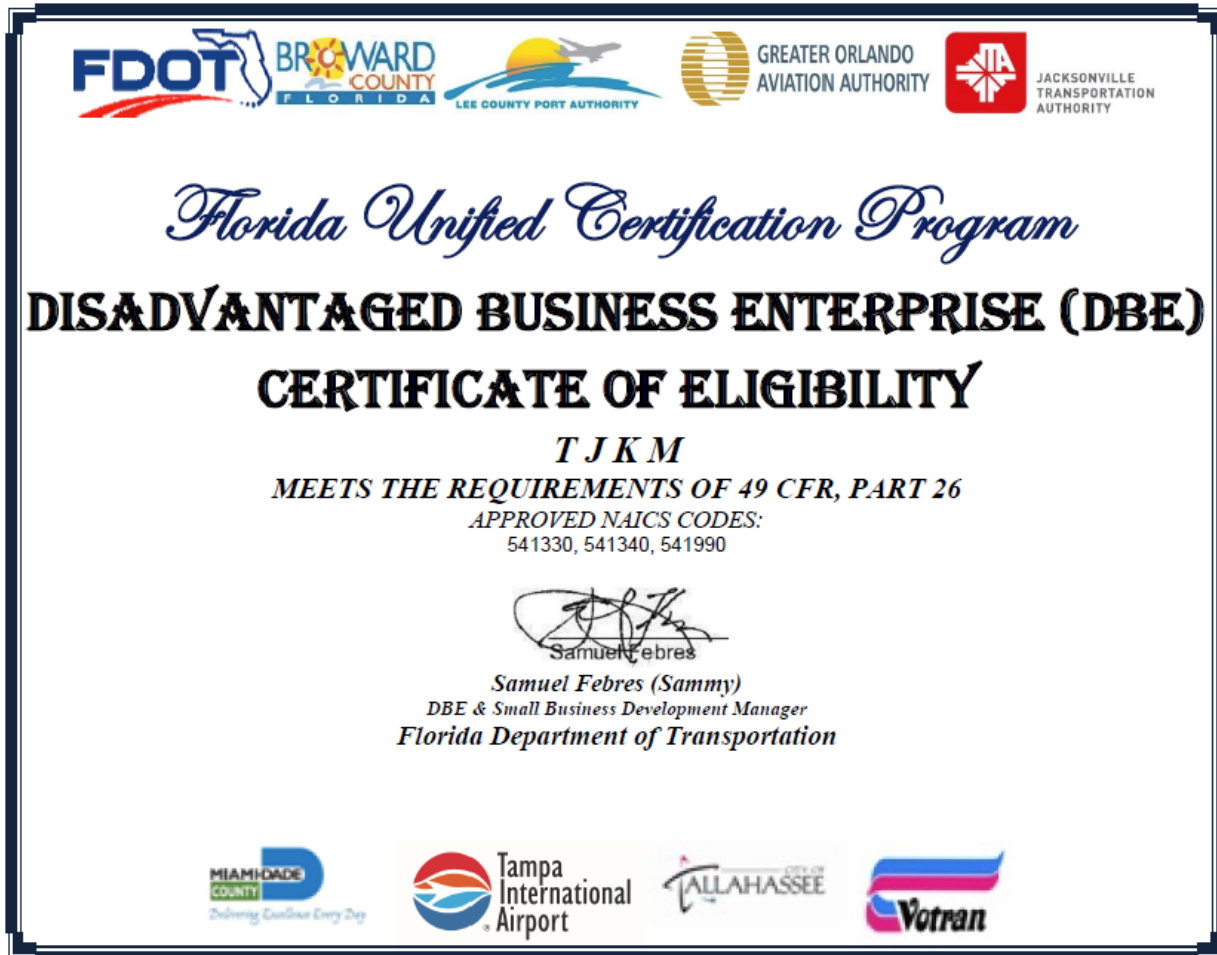 FDOT
BROWARD
COUNTY
FLORIDA
LEE COUNTY PORT AUTHORITY
GREATER ORLANDO
AVIATION AUTHORITY
JTA
JACKSONVILLE
TRANSPORTATION
AUTHORITY
Florida Unified Certification Program
DISADVANTAGED BUSINESS ENTERPRISE (DBE)
CERTIFICATE OF ELIGIBILITY
T J K M
MEETS THE REQUIREMENTS OF 49 CFR, PART 26
APPROVED NAICS CODES:
541330, 541340, 541990
Samuel Febres
Samuel Febres (Sammy)
DBE & Small Business Development Manager
Florida Department of Transportation
MIAMI-DADE
COUNTY
Delivering Excellence Every Day
Tampa
International
Airport
CITY OF
TALLAHASSEE
Votran